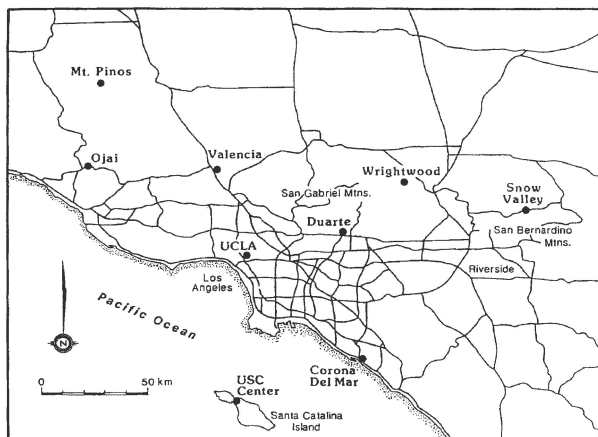 Mt. Pinos
Ojai
Valencia
Wrightwood
San Gabriel Mtns.
Snow
Valley
Duarte
San Bernardino
Mtns.
UCLA
Los
Angeles
Riverside
Pacific Ocean
N
0 50 km
Corona
Del Mar
USC
Center
Santa Catalina
Island